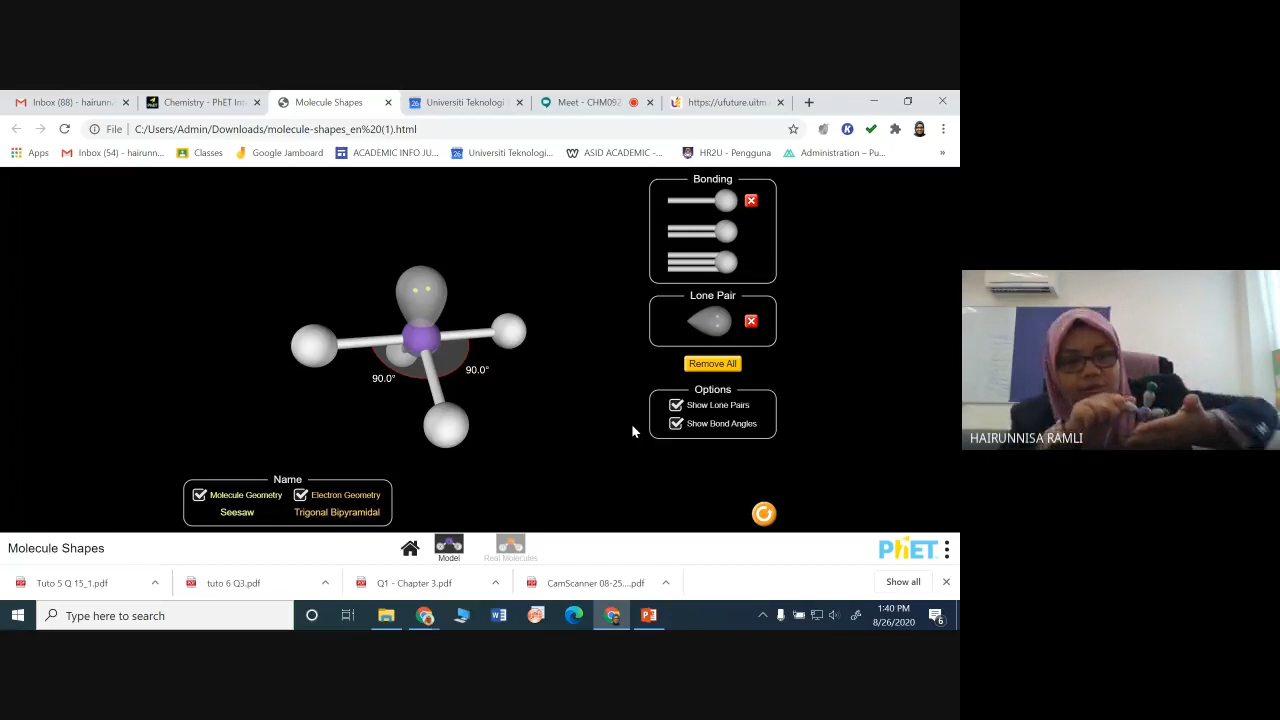 Inbox (88) - hairunn
Chemistry - PhET Int
Molecule Shapes
Universiti Teknologi
Meet - CHM092
https://ufuture.uitm
File C:/Users/Admin/Downloads/molecule-shapes_en%20(1).html
Apps
Inbox (54) - hairunn...
Classes
Google Jamboard
ACADEMIC INFO JU...
Universiti Teknologi...
ASID ACADEMIC -...
HR2U - Pengguna
Administration – Pu...
Bonding
Lone Pair
Remove All
Options
Show Lone Pairs
Show Bond Angles
90.0°
90.0°
Name
Molecule Geometry Electron Geometry
Seesaw Trigonal Bipyramidal
Molecule Shapes
Model
Real Molecules
PhET
Tuto 5 Q 15_1.pdf
tuto 6 Q3.pdf
Q1 - Chapter 3.pdf
CamScanner 08-25....pdf
Show all
Type here to search
1:40 PM
8/26/2020
6
HAIRUNNISA RAMLI